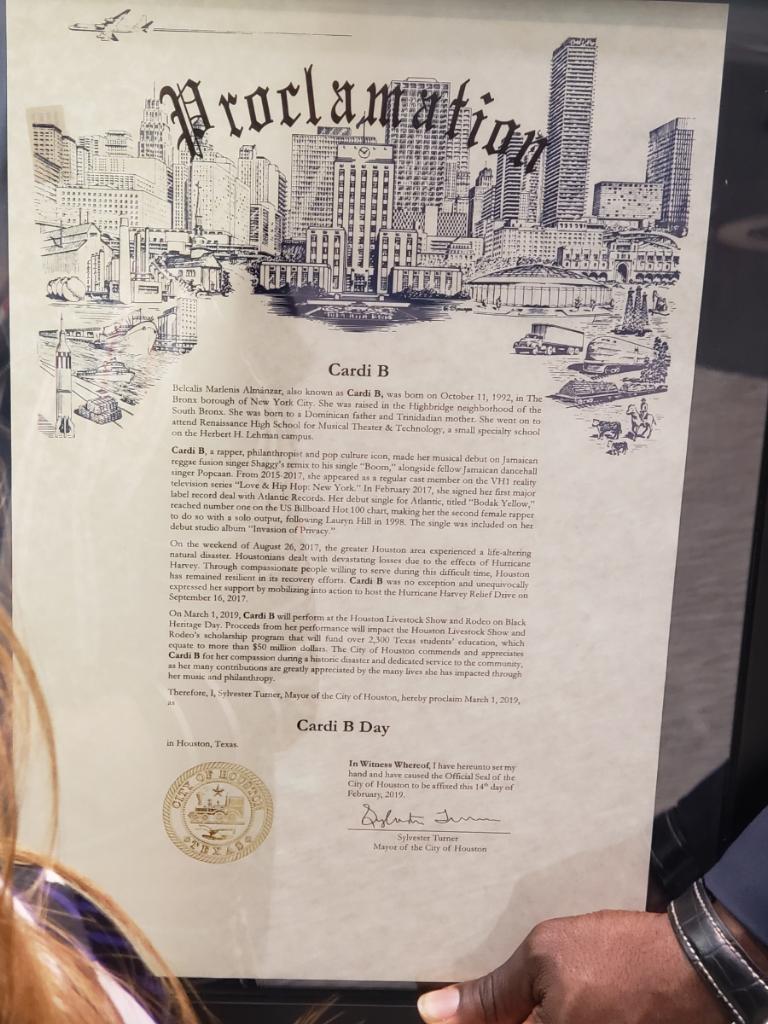 Proclamation
Cardi B
Belcalis Marlenis Almánzar, also known as Cardi B, was born on October 11, 1992, in The
Bronx borough of New York City. She was raised in the Highbridge neighborhood of the
South Bronx. She was born to a Dominican father and Trinidadian mother. She went on to
attend Renaissance High School for Musical Theater & Technology, a small specialty school
on the Herbert H. Lehman campus.
Cardi B, a rapper, philanthropist and pop culture icon, made her musical debut on Jamaican
reggae fusion singer Shaggy's remix to his single "Boom," alongside fellow Jamaican dancehall
singer Popcaan. From 2015-2017, she appeared as a regular cast member on the VH1 reality
television series "Love & Hip Hop: New York." In February 2017, she signed her first major
label record deal with Atlantic Records. Her debut single for Atlantic, titled "Bodak Yellow,"
reached number one on the US Billboard Hot 100 chart, making her the second female rapper
to do so with a solo output, following Lauryn Hill in 1998. The single was included on her
debut studio album "Invasion of Privacy."
On the weekend of August 26, 2017, the greater Houston area experienced a life-altering
natural disaster. Houstonians dealt with devastating losses due to the effects of Hurricane
Harvey. Through compassionate people willing to serve during this difficult time, Houston
has remained resilient in its recovery efforts. Cardi B was no exception and unequivocally
expressed her support by mobilizing into action to host the Hurricane Harvey Relief Drive on
September 16, 2017.
On March 1, 2019, Cardi B will perform at the Houston Livestock Show and Rodeo on Black
Heritage Day. Proceeds from her performance will impact the Houston Livestock Show and
Rodeo's scholarship program that will fund over 2,300 Texas students' education, which
equate to more than $50 million dollars. The City of Houston commends and appreciates
Cardi B for her compassion during a historic disaster and dedicated service to the community,
as her many contributions are greatly appreciated by the many lives she has impacted through
her music and philanthropy.
Therefore, I, Sylvester Turner, Mayor of the City of Houston, hereby proclaim March 1, 2019,
as
Cardi B Day
in Houston, Texas.
In Witness Whereof, I have hereunto set my
hand and have caused the Official Seal of the
City of Houston to be affixed this 14th day of
February, 2019.
CITY OF HOUSTON
TEXAS
Sylvester Turner
Sylvester Turner
Mayor of the City of Houston